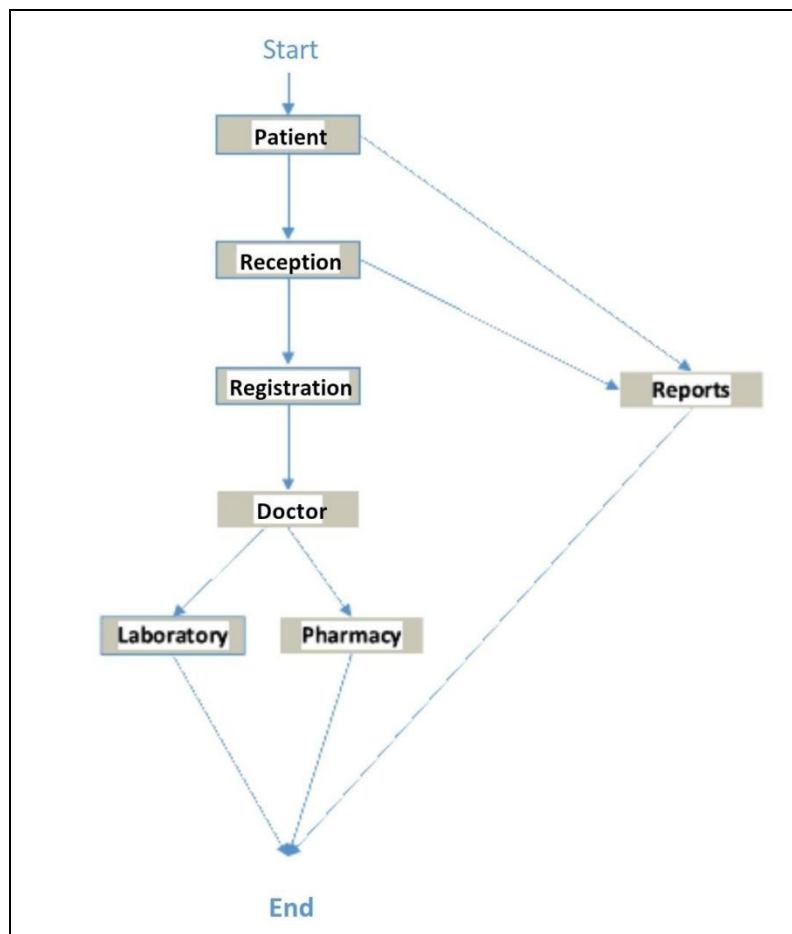 Start
Patient
Reception
Registration
Reports
Doctor
Laboratory
Pharmacy
End